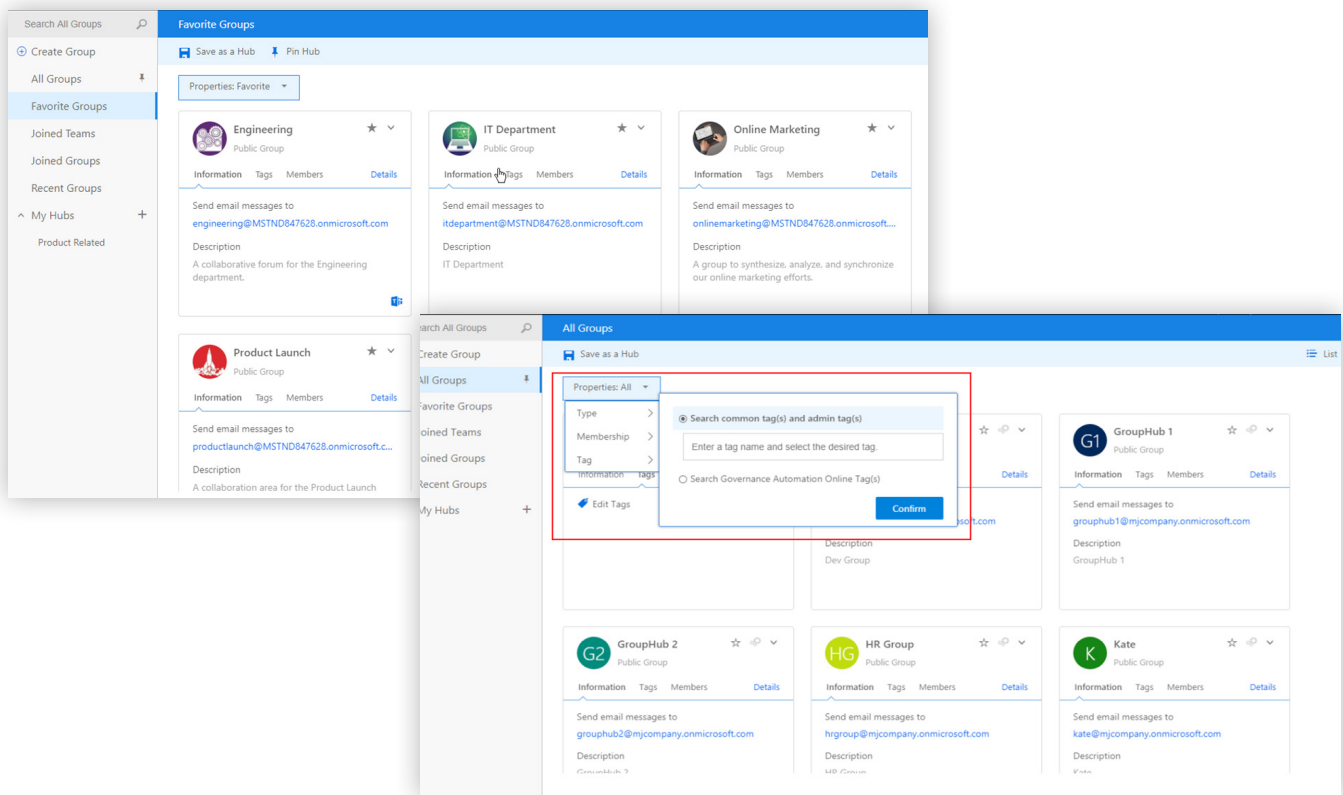 Search All Groups
Favorite Groups
Create Group
Save as a Hub
Pin Hub
All Groups
Properties: Favorite
Favorite Groups
Joined Teams
Joined Groups
Recent Groups
My Hubs
Product Related
Engineering
Public Group
Information Tags Members Details
Send email messages to
engineering@MSTND847628.onmicrosoft.com
Description
A collaborative forum for the Engineering
department.
IT Department
Public Group
Information Tags Members Details
Send email messages to
itdepartment@MSTND847628.onmicrosoft.com
Description
IT Department
Online Marketing
Public Group
Information Tags Members Details
Send email messages to
onlinemarketing@MSTND847628.onmicrosoft....
Description
A group to synthesize, analyze, and synchronize
our online marketing efforts.
Product Launch
Public Group
Information Tags Members Details
Send email messages to
productlaunch@MSTND847628.onmicrosoft.c...
Description
A collaboration area for the Product Launch
earch All Groups
All Groups
Create Group
Save as a Hub
List
All Groups
Favorite Groups
Joined Teams
Joined Groups
Recent Groups
My Hubs
Properties: All
Type
Membership
Tag
Search common tag(s) and admin tag(s)
Enter a tag name and select the desired tag.
Search Governance Automation Online Tag(s)
Confirm
Information Tags
Edit Tags
Details
osoft.com
Description
Dev Group
G1
GroupHub 1
Public Group
Information Tags Members Details
Send email messages to
grouphub1@mjcompany.onmicrosoft.com
Description
GroupHub 1
G2
GroupHub 2
Public Group
Information Tags Members Details
Send email messages to
grouphub2@mjcompany.onmicrosoft.com
Description
GroupHub 2
HG
HR Group
Public Group
Information Tags Members Details
Send email messages to
hrgroup@mjcompany.onmicrosoft.com
Description
HR Group
K
Kate
Public Group
Information Tags Members Details
Send email messages to
kate@mjcompany.onmicrosoft.com
Description
Kate